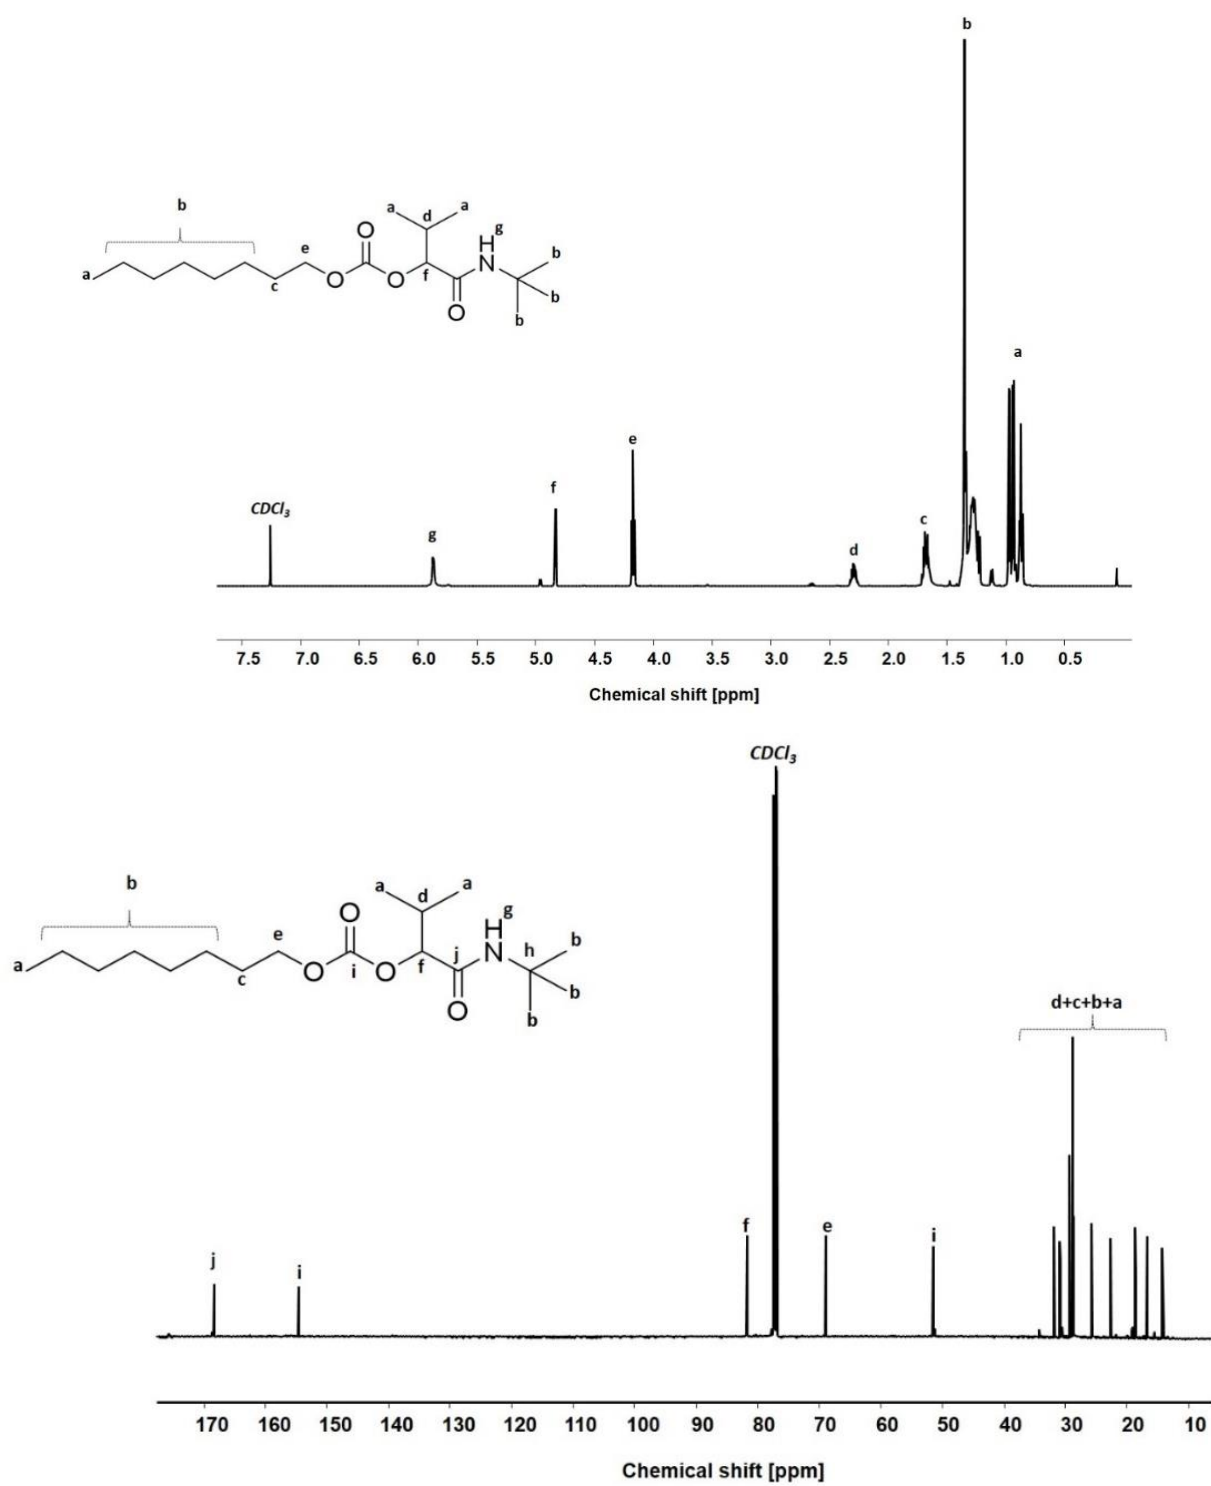 b
b
a
a
a
d
g
H
O
e
b
a
O
O
f
N
c
b
O
b
e
f
CDCl3
g
c
d
7.5 7.0 6.5 6.0 5.5 5.0 4.5 4.0 3.5 3.0 2.5 2.0 1.5 1.0 0.5
Chemical shift [ppm]
CDCl3
b
a
d
a
O
g
H
e
h
b
a
c
O
i
O
f
j
N
b
O
b
d+c+b+a
j
i
f
e
i
170 160 150 140 130 120 110 100 90 80 70 60 50 40 30 20 10
Chemical shift [ppm]